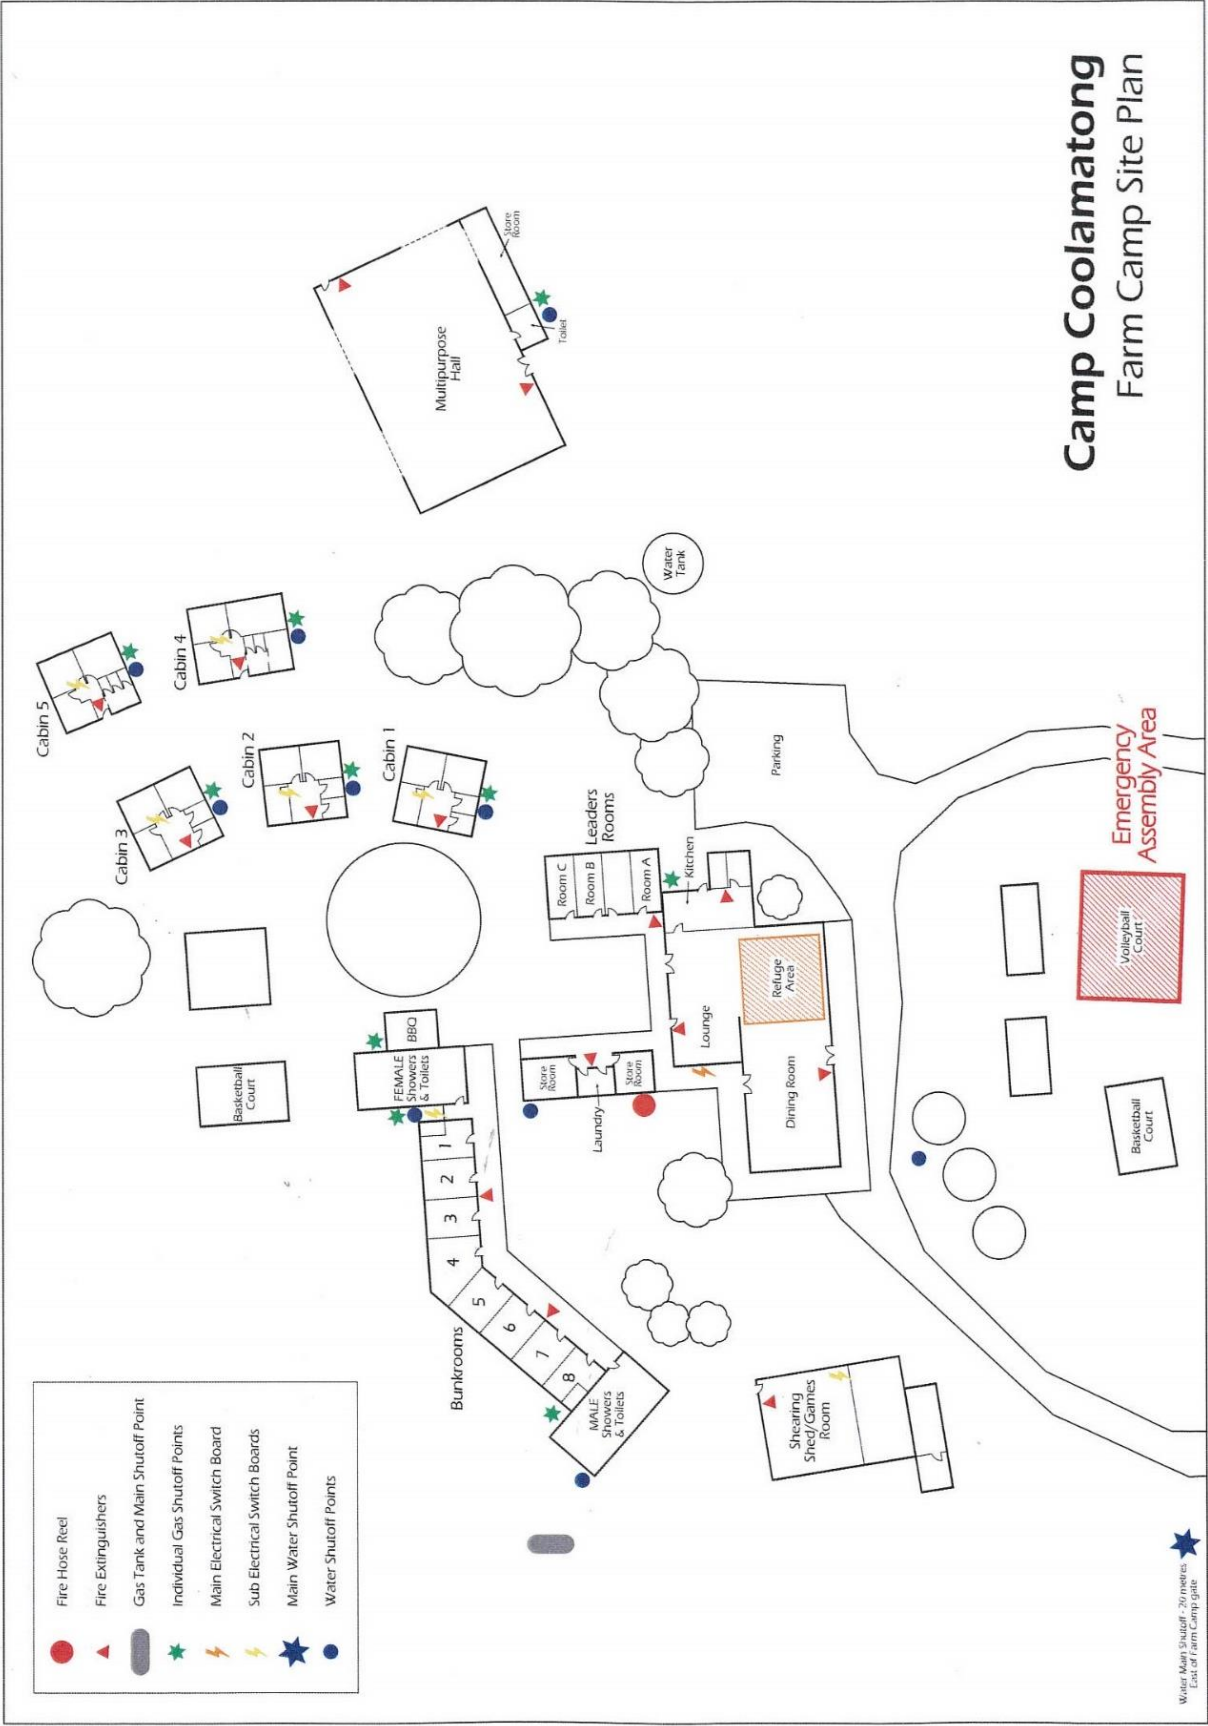 Camp Coolamatong
Farm Camp Site Plan
Store
Room
Toilet
Multipurpose
Hall
Water
Tank
Cabin 5
Cabin 4
Cabin 3
Cabin 2
Cabin 1
Parking
Leaders
Rooms
Room C
Room B
Room A
Kitchen
Refuge
Area
Lounge
Dining Room
Store
Room
Laundry
Store
Room
BBQ
FEMALE
Showers
& Toilets
Basketball
Court
1
2
3
4
5
6
7
8
Bunkrooms
MALE
Showers
& Toilets
Shearing
Shed/Games
Room
Emergency
Assembly Area
Volleyball
Court
Basketball
Court
Fire Hose Reel
Fire Extinguishers
Gas Tank and Main Shutoff Point
Individual Gas Shutoff Points
Main Electrical Switch Board
Sub Electrical Switch Boards
Main Water Shutoff Point
Water Shutoff Points
Water Main Shutoff - 20 metres
East of Farm Camp gate